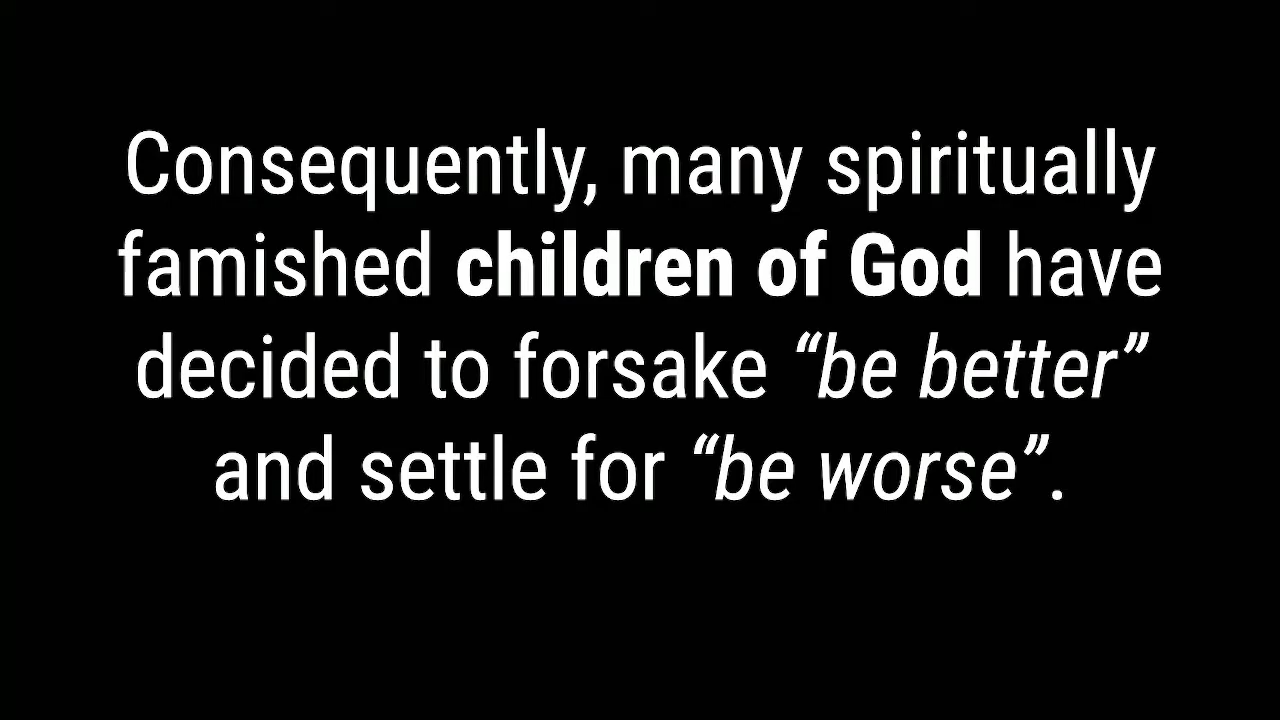 Consequently, many spiritually
famished children of God have
decided to forsake “be better”
and settle for “be worse”.